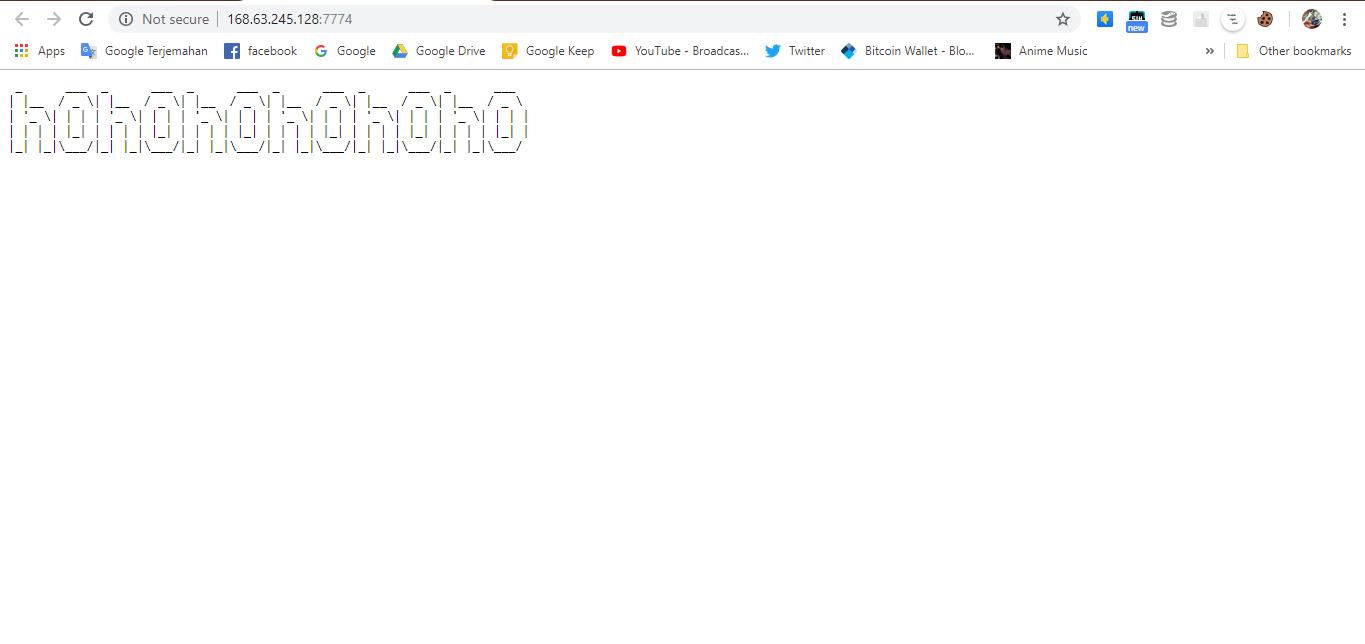 Not secure | 168.63.245.128:7774
new
Apps Google Terjemahan facebook Google Google Drive Google Keep YouTube - Broadcas... Twitter Bitcoin Wallet - Blo... Anime Music » Other bookmarks
h0h0h0h0h0h0